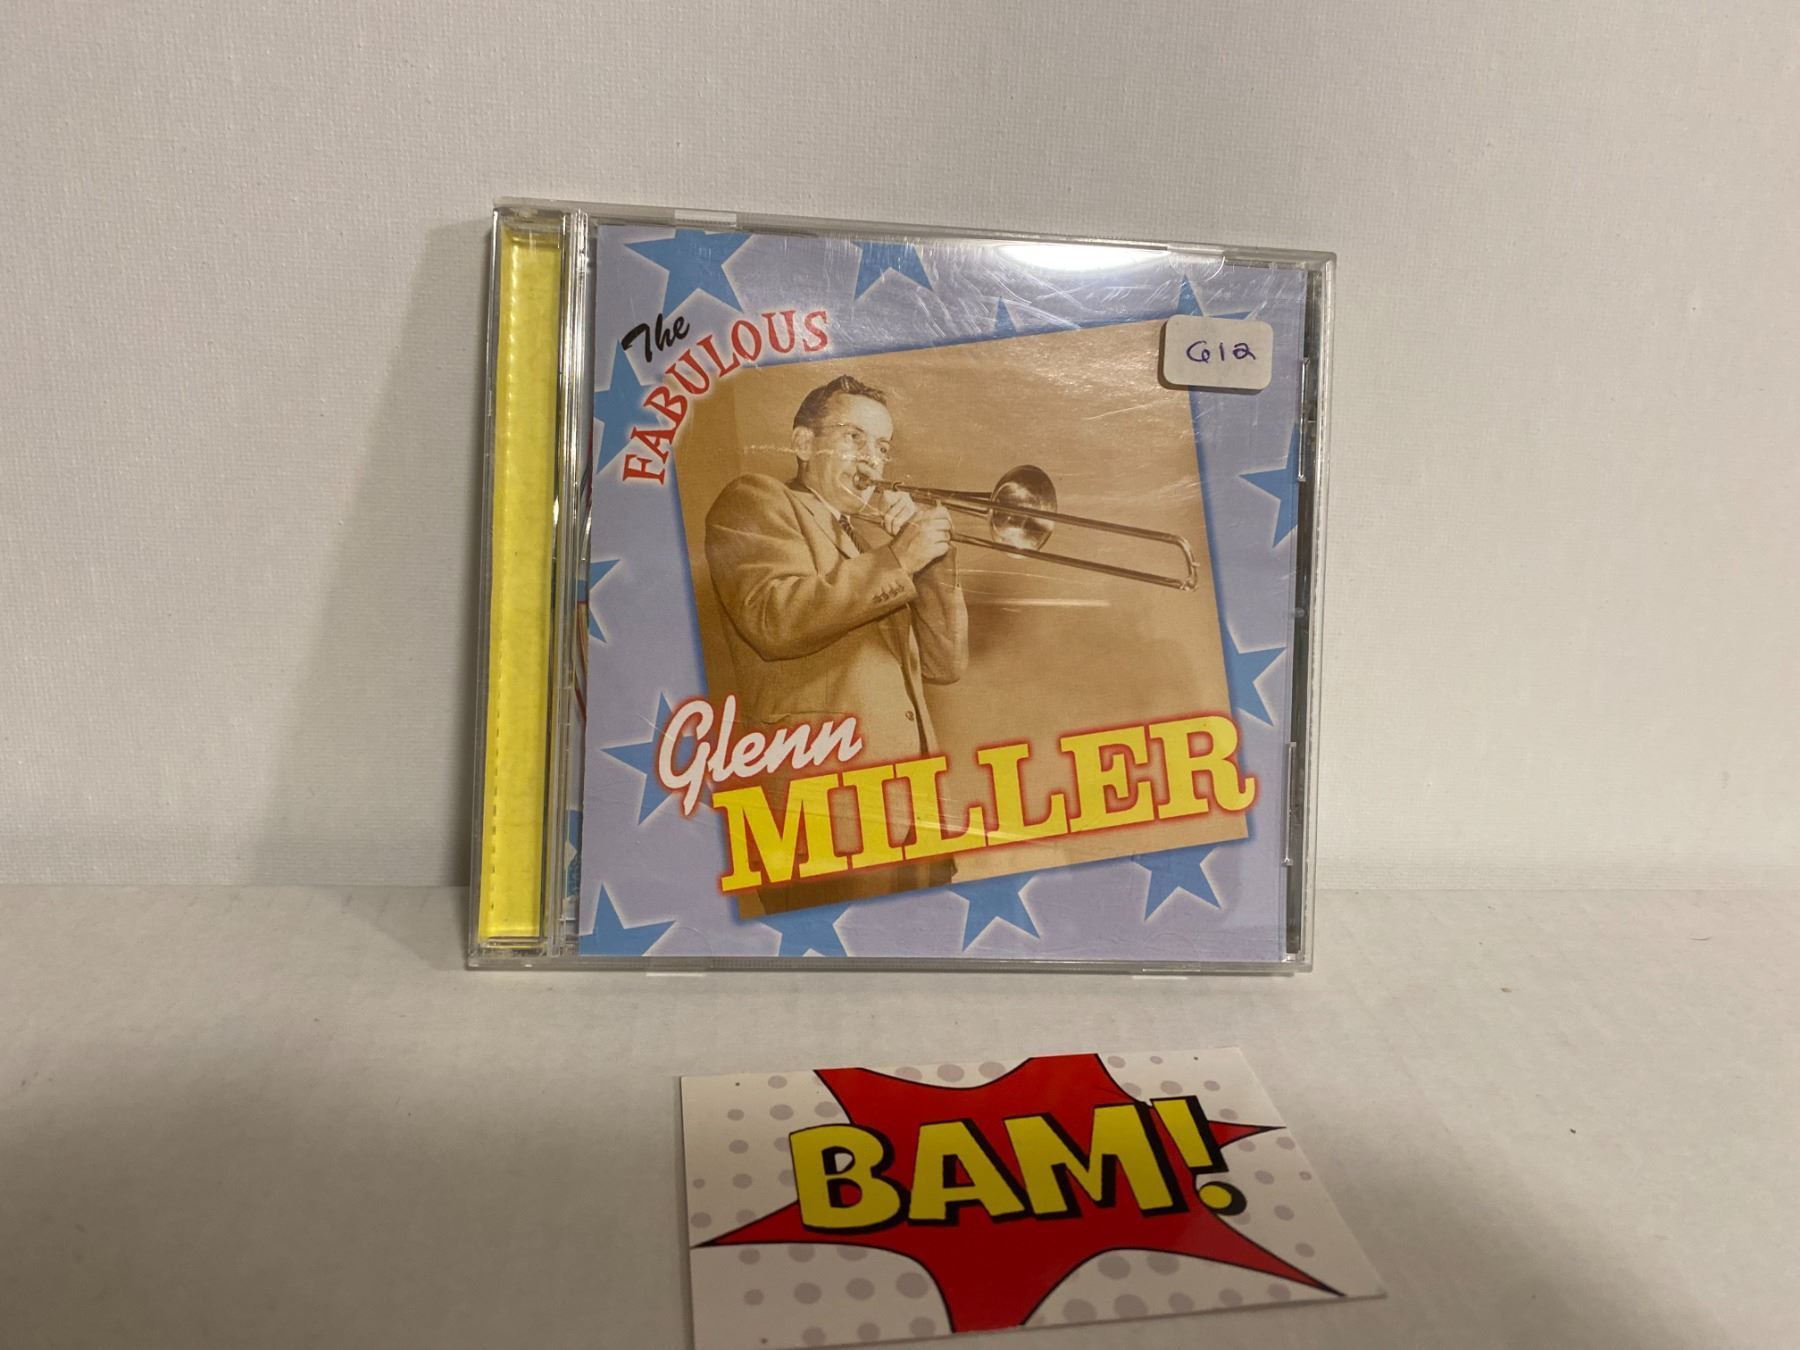 The
FABULOUS
G12
Glenn
MILLER
BAM!